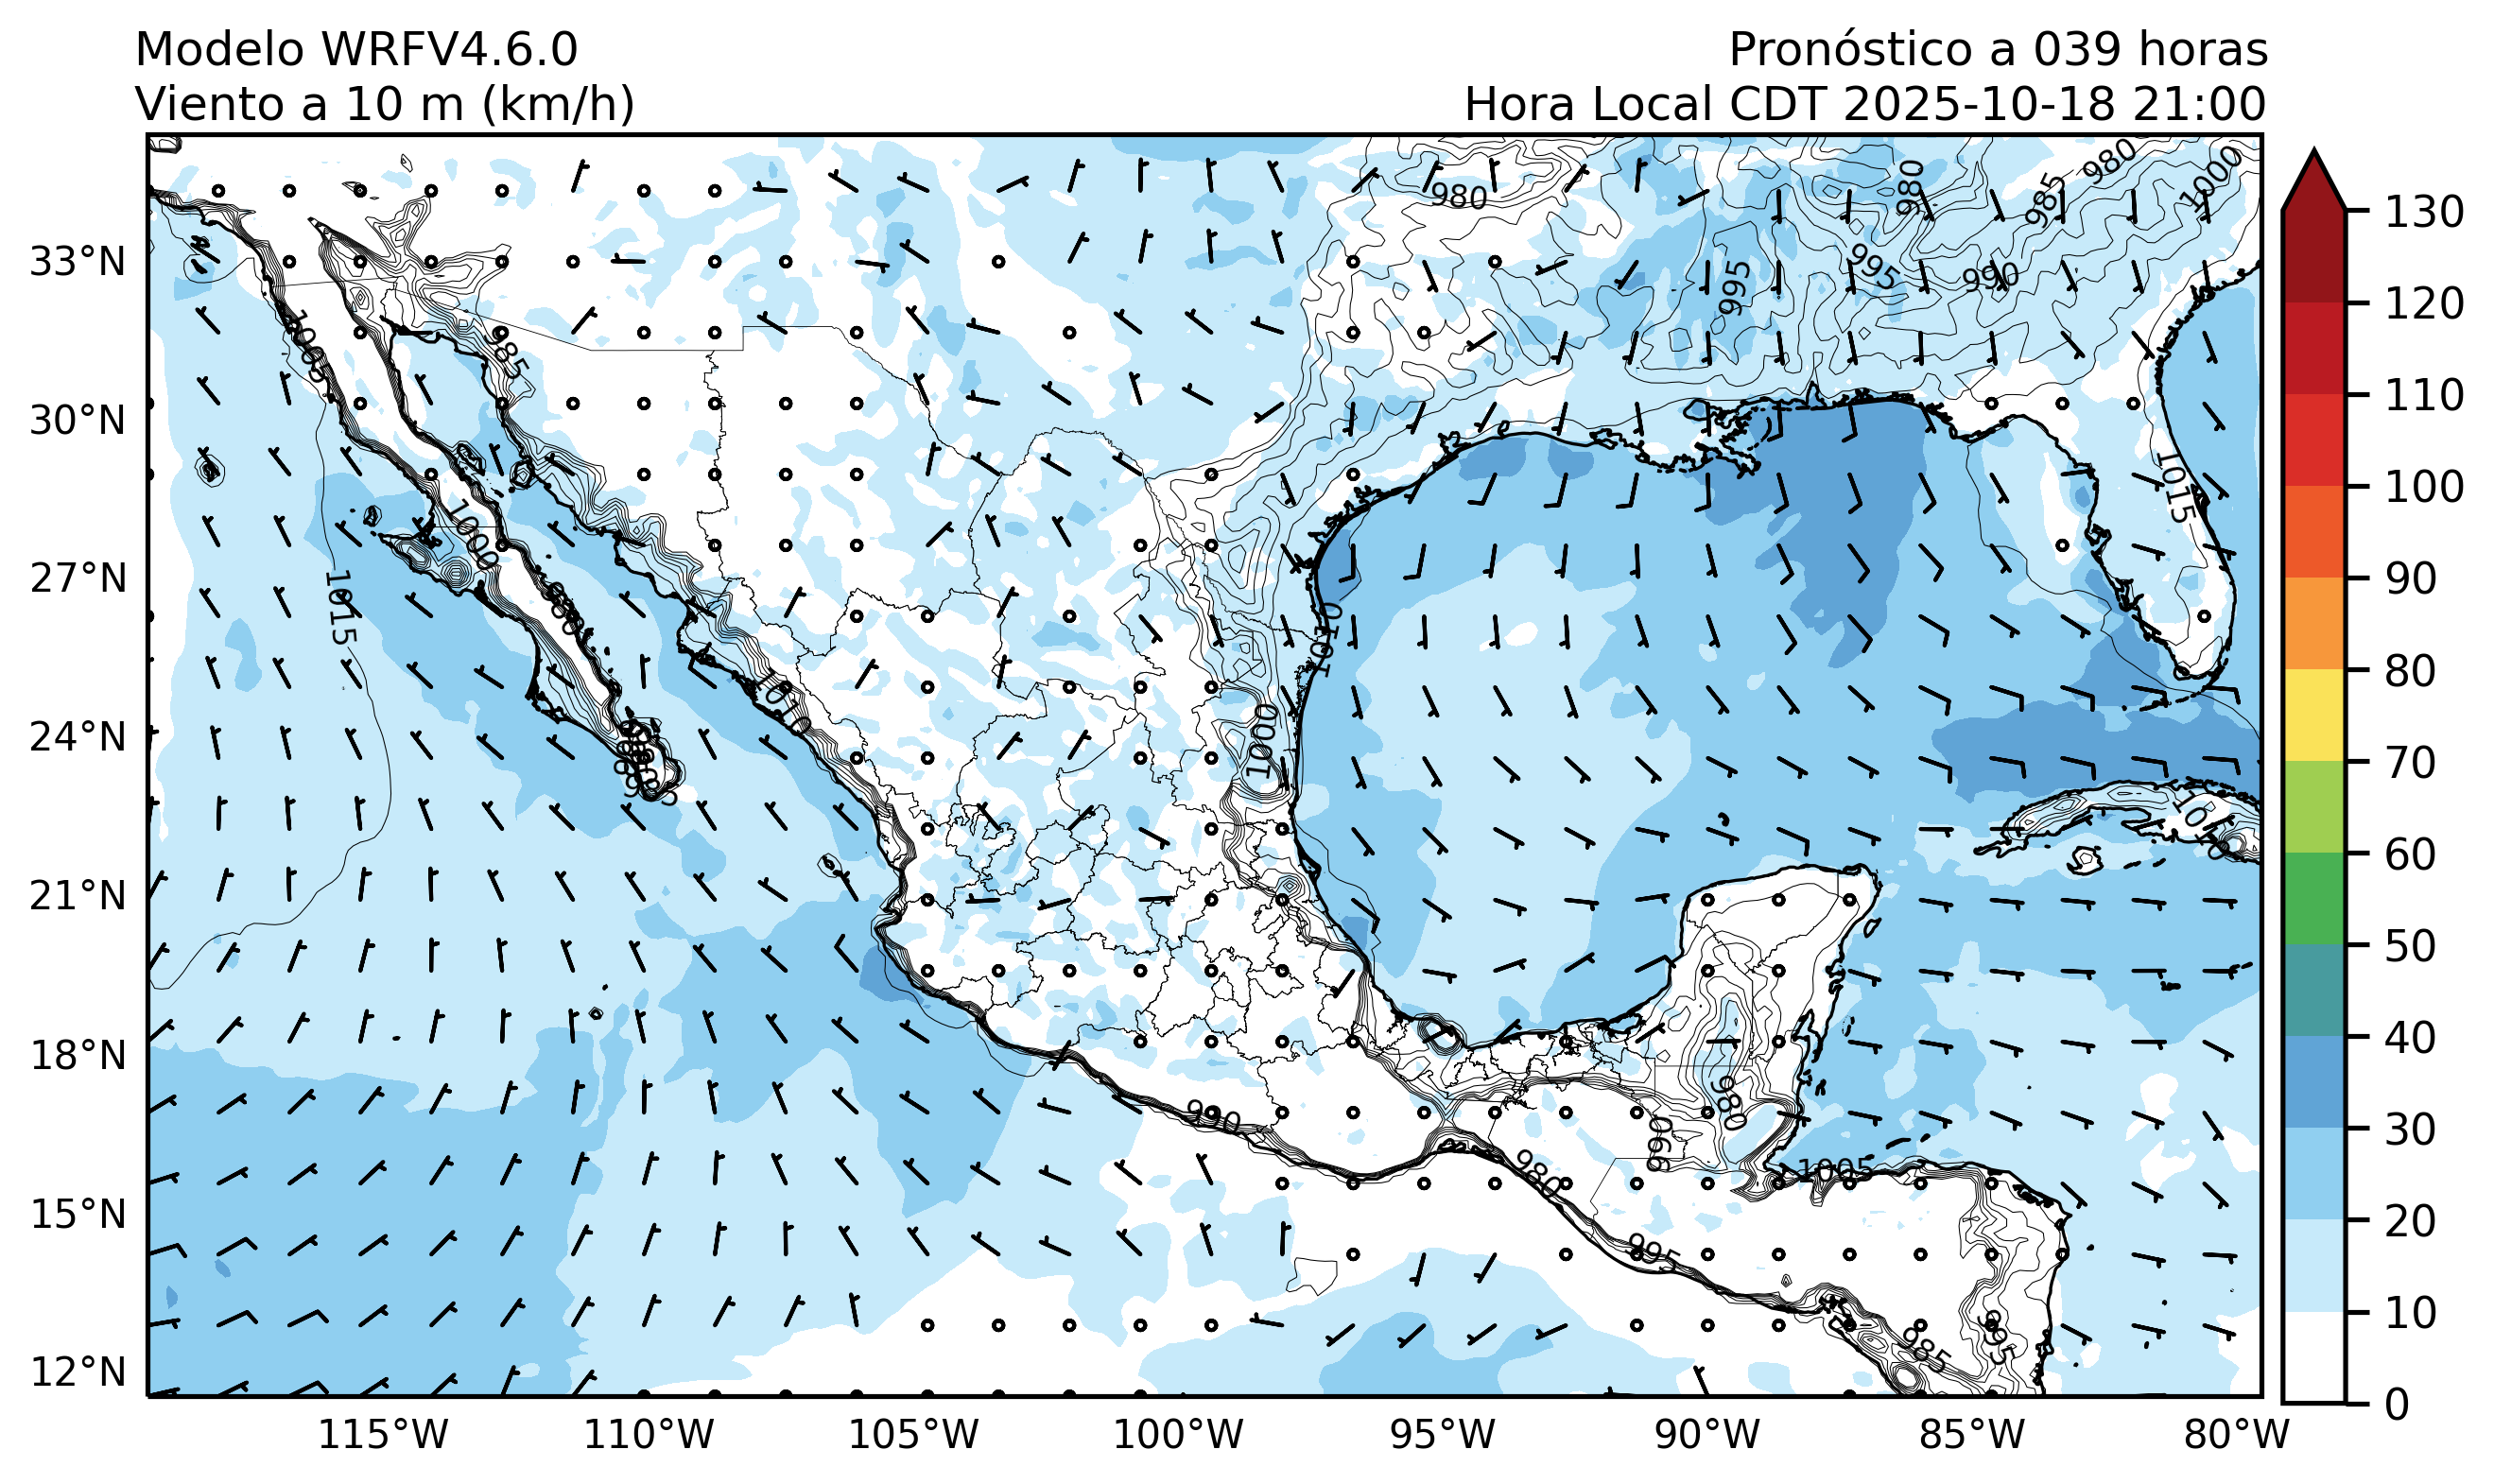 Modelo WRFV4.6.0
Pronóstico a 039 horas
Viento a 10 m (km/h)
Hora Local CDT 2025-10-18 21:00
33°N
30°N
27°N
24°N
21°N
18°N
15°N
12°N
115°W
110°W
105°W
100°W
95°W
90°W
85°W
80°W
130
120
110
100
90
80
70
60
50
40
30
20
10
0
980
980
980
985
1000
995
995
990
1005
985
1015
1000
1015
1010
1010
1000
990
980
990
980
1005
995
985
995